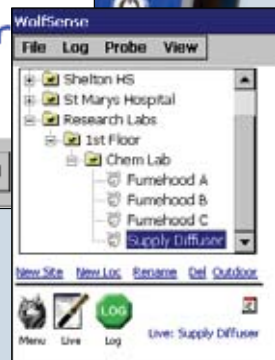 WolfSense
File Log Probe View
Shelton HS
St Marys Hospital
Research Labs
1st Floor
Chem Lab
Fumehood A
Fumehood B
Fumehood C
Supply Diffuser
New Site New Loc Rename Del Outdoor
LOG
Menu Live Log Live: Supply Diffuser